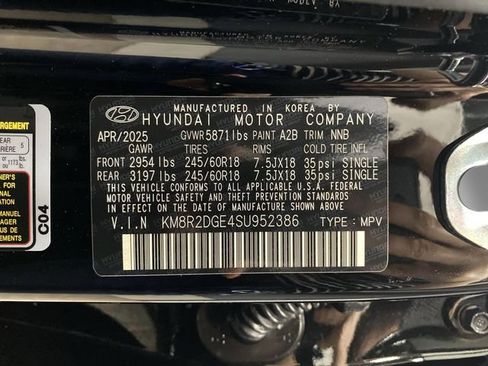 MANUFACTURED IN KOREA BY
HYUNDAI MOTOR COMPANY
APR/2025 GVWR 5871lbs PAINT A2B TRIM NNB
GAWR TIRES RIMS COLD TIRE INFLATION
FRONT 2954 lbs 245/60R18 7.5JX18 35psi SINGLE
REAR 3197 lbs 245/60R18 7.5JX18 35psi SINGLE
THIS VEHICLE CONFORMS TO ALL APPLICABLE U.S.A. FEDERAL
MOTOR VEHICLE SAFETY AND THEFT PREVENTION STANDARDS
IN EFFECT ON THE DATE OF MANUFACTURE SHOWN ABOVE.
V.I.N KM8R2DGE4SU952386 TYPE : MPV
C04